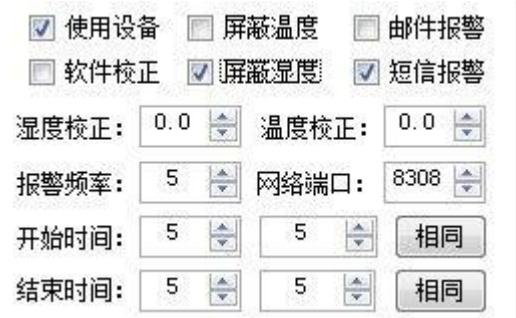 使用设备 屏蔽温度 邮件报警
软件校正 屏蔽湿度 短信报警
湿度校正： 0.0 温度校正： 0.0
报警频率： 5 网络端口： 8308
开始时间： 5 5 相同
结束时间： 5 5 相同